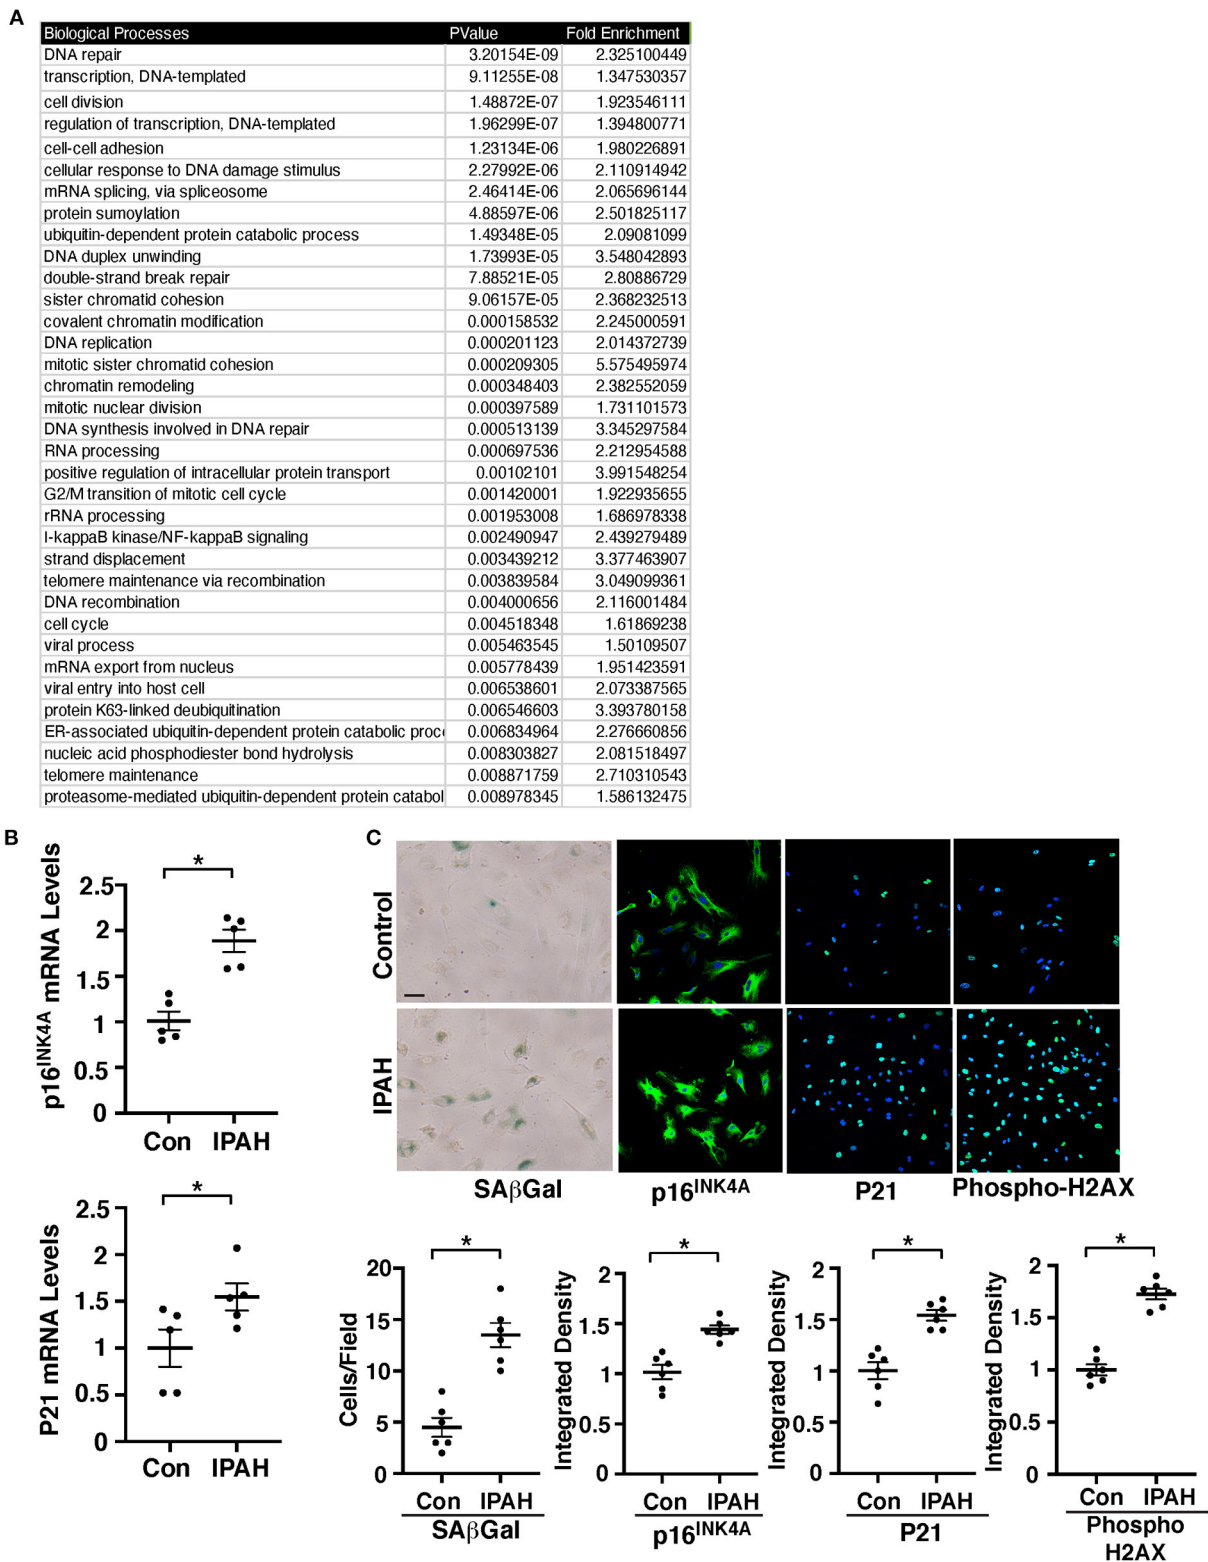 A
Biological Processes PValue Fold Enrichment
DNA repair 3.20154E-09 2.325100449
transcription, DNA-templated 9.11255E-08 1.347530357
cell division 1.48872E-07 1.923546111
regulation of transcription, DNA-templated 1.96299E-07 1.394800771
cell-cell adhesion 1.23134E-06 1.980226891
cellular response to DNA damage stimulus 2.27992E-06 2.110914942
mRNA splicing, via spliceosome 2.46414E-06 2.065696144
protein sumoylation 4.88597E-06 2.501825117
ubiquitin-dependent protein catabolic process 1.49348E-05 2.09081099
DNA duplex unwinding 1.73993E-05 3.548042893
double-strand break repair 7.88521E-05 2.80886729
sister chromatid cohesion 9.06157E-05 2.368232513
covalent chromatin modification 0.000158532 2.245000591
DNA replication 0.000201123 2.014372739
mitotic sister chromatid cohesion 0.000209305 5.575495974
chromatin remodeling 0.000348403 2.382552059
mitotic nuclear division 0.000397589 1.731101573
DNA synthesis involved in DNA repair 0.000513139 3.345297584
RNA processing 0.000697536 2.212954588
positive regulation of intracellular protein transport 0.00102101 3.991548254
G2/M transition of mitotic cell cycle 0.001420001 1.922935655
rRNA processing 0.001953008 1.686978338
I-kappaB kinase/NF-kappaB signaling 0.002490947 2.439279489
strand displacement 0.003439212 3.377463907
telomere maintenance via recombination 0.003839584 3.049099361
DNA recombination 0.004000656 2.116001484
cell cycle 0.004518348 1.61869238
viral process 0.005463545 1.50109507
mRNA export from nucleus 0.005778439 1.951423591
viral entry into host cell 0.006538601 2.073387565
protein K63-linked deubiquitination 0.006546603 3.393780158
ER-associated ubiquitin-dependent protein catabolic proc 0.006834964 2.276660856
nucleic acid phosphodiester bond hydrolysis 0.008303827 2.081518497
telomere maintenance 0.008871759 2.710310543
proteasome-mediated ubiquitin-dependent protein catabol 0.008978345 1.586132475
B
p16INK4A mRNA Levels
2.5
2
1.5
1
0.5
0
*
Con IPAH
P21 mRNA Levels
2.5
2
1.5
1
0.5
0
*
Con IPAH
C
Control
IPAH
SAβGal p16INK4A P21 Phospho-H2AX
Cells/Field
20
15
10
5
0
*
Con IPAH
SAβGal
Integrated Density
2
1.5
1
0.5
0
*
Con IPAH
p16INK4A
Integrated Density
2
1.5
1
0.5
0
*
Con IPAH
P21
Integrated Density
2
1.5
1
0.5
0
*
Con IPAH
Phospho
H2AX